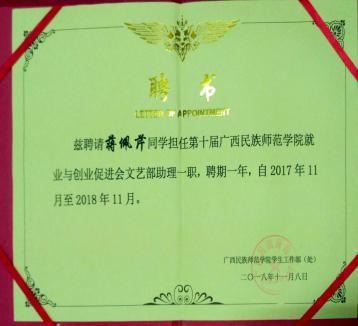 聘书
LETTER OF APPOINTMENT
兹聘请蒋佩芹同学担任第十届广西民族师范学院就
业与创业促进会文艺部助理一职，聘期一年，自2017年11
月至2018年11月。
广西民族师范学院学生工作部（处）
二〇一八年十一月八日